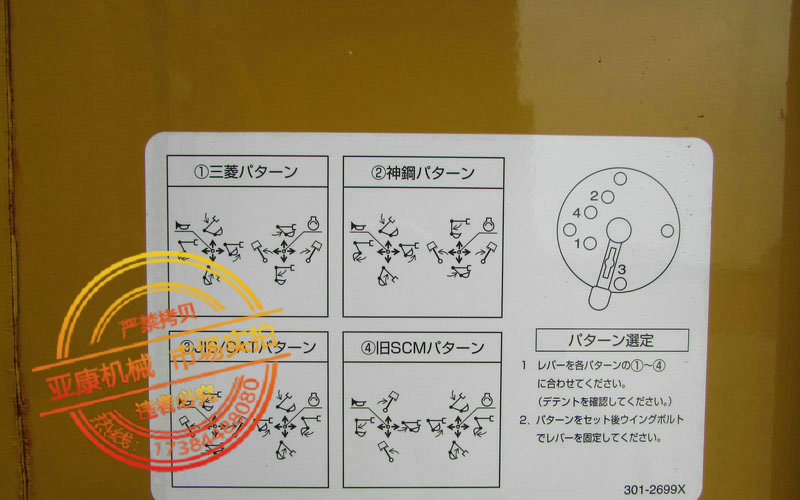 ①三菱パターン
②神鋼パターン
2
4
1
3
パターン選定
1 レバーを各パターンの①〜④
に合わせてください。
(デテントを確認してください。)
2. パターンをセット後ウイングボルト
でレバーを固定してください。
パターン
④旧SCMパターン
301-2699X
严禁拷贝
亚康机械 市场实拍
违者必究
热线: